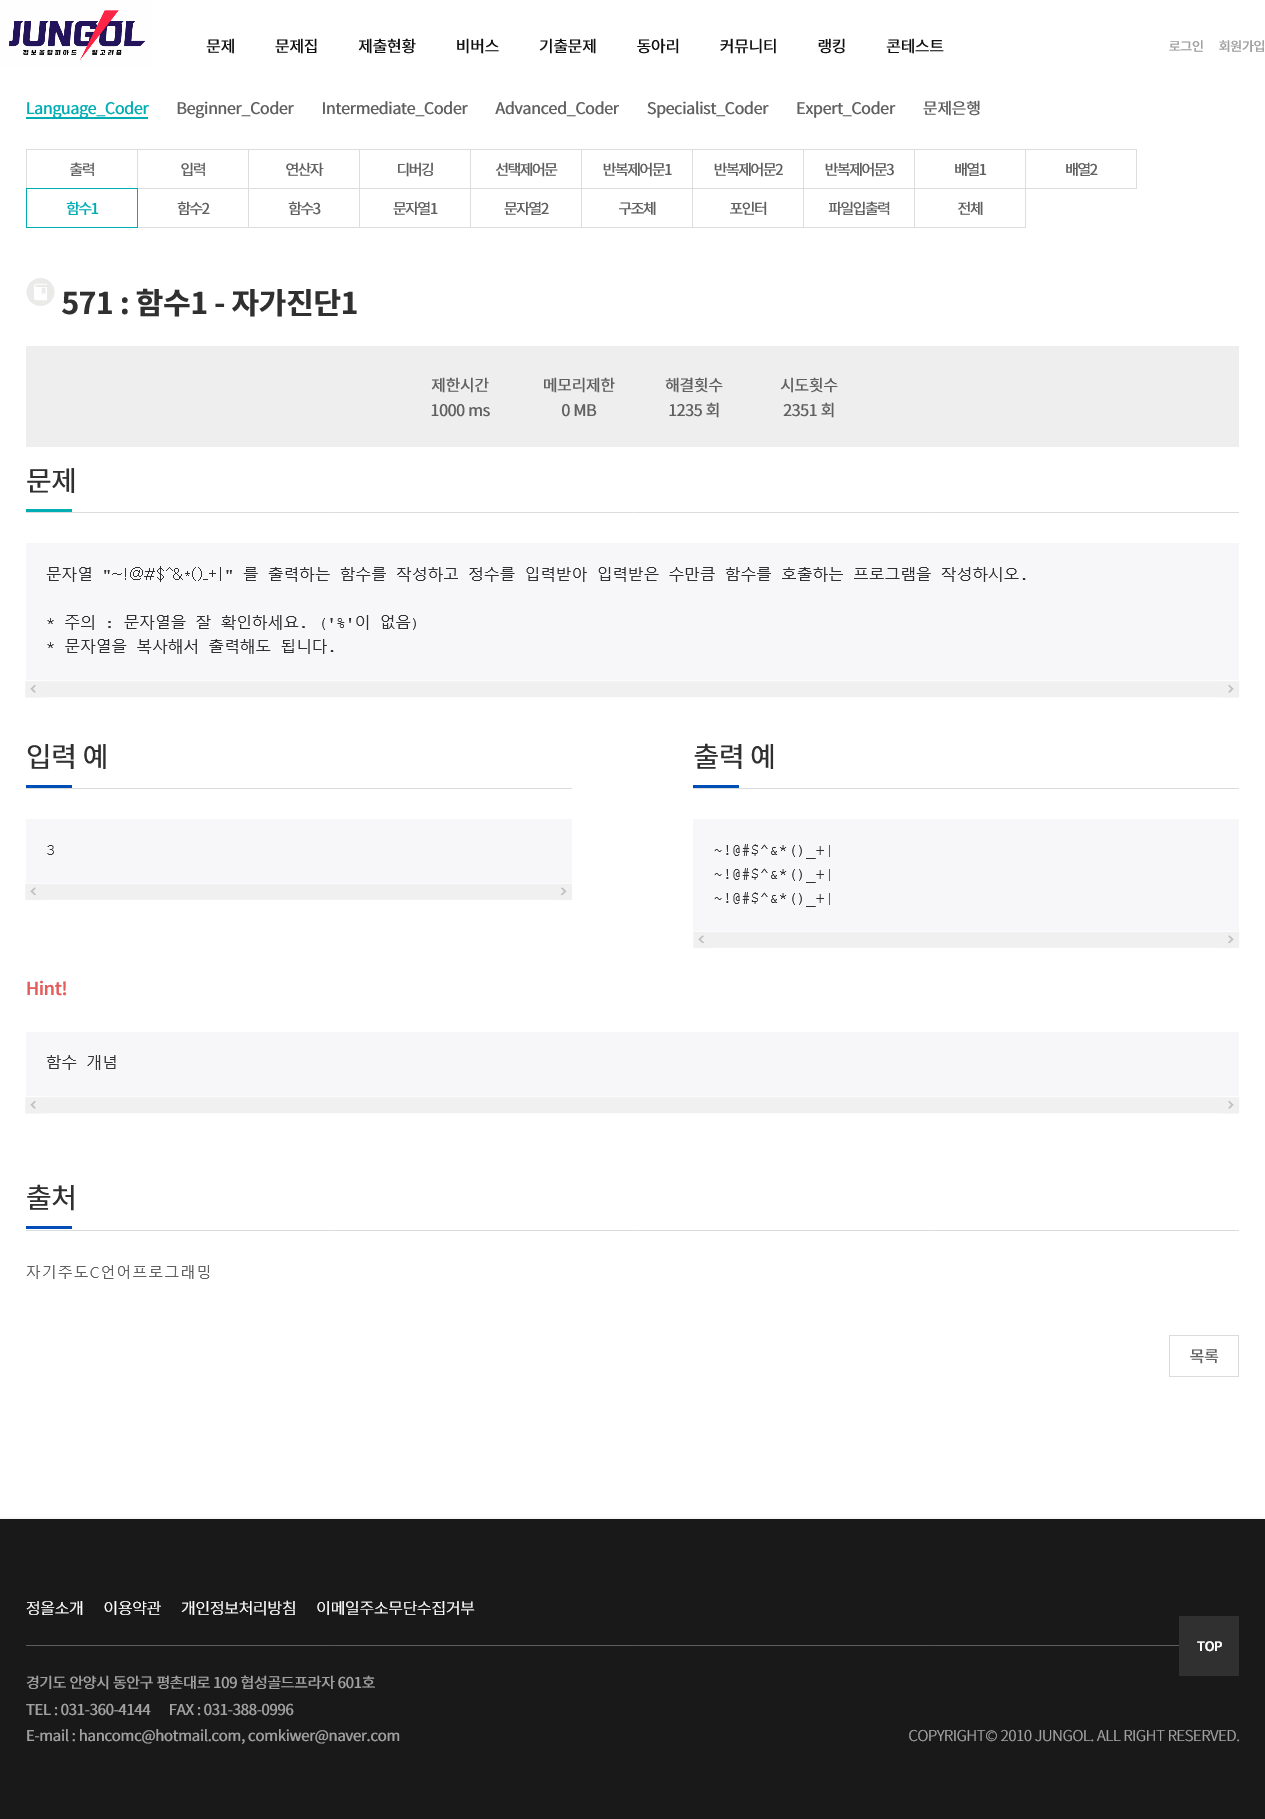 JUNGOL
정보올림피아드 알고리즘
문제 문제집 제출현황 비버스 기출문제 동아리 커뮤니티 랭킹 콘테스트 로그인 회원가입
Language_Coder Beginner_Coder Intermediate_Coder Advanced_Coder Specialist_Coder Expert_Coder 문제은행
출력 입력 연산자 디버깅 선택제어문 반복제어문1 반복제어문2 반복제어문3 배열1 배열2
함수1 함수2 함수3 문자열1 문자열2 구조체 포인터 파일입출력 전체
571 : 함수1 - 자가진단1
제한시간 메모리제한 해결횟수 시도횟수
1000 ms 0 MB 1235 회 2351 회
문제
문자열 "~!@#$^&*()_+|" 를 출력하는 함수를 작성하고 정수를 입력받아 입력받은 수만큼 함수를 호출하는 프로그램을 작성하시오.
* 주의 : 문자열을 잘 확인하세요. ('%'이 없음)
* 문자열을 복사해서 출력해도 됩니다.
입력 예
3
출력 예
~!@#$^&*()_+|
~!@#$^&*()_+|
~!@#$^&*()_+|
Hint!
함수 개념
출처
자기주도C언어프로그래밍
목록
정올소개 이용약관 개인정보처리방침 이메일주소무단수집거부
TOP
경기도 안양시 동안구 평촌대로 109 협성골드프라자 601호
TEL : 031-360-4144 FAX : 031-388-0996
E-mail : hancomc@hotmail.com, comkiwer@naver.com
COPYRIGHT© 2010 JUNGOL. ALL RIGHT RESERVED.